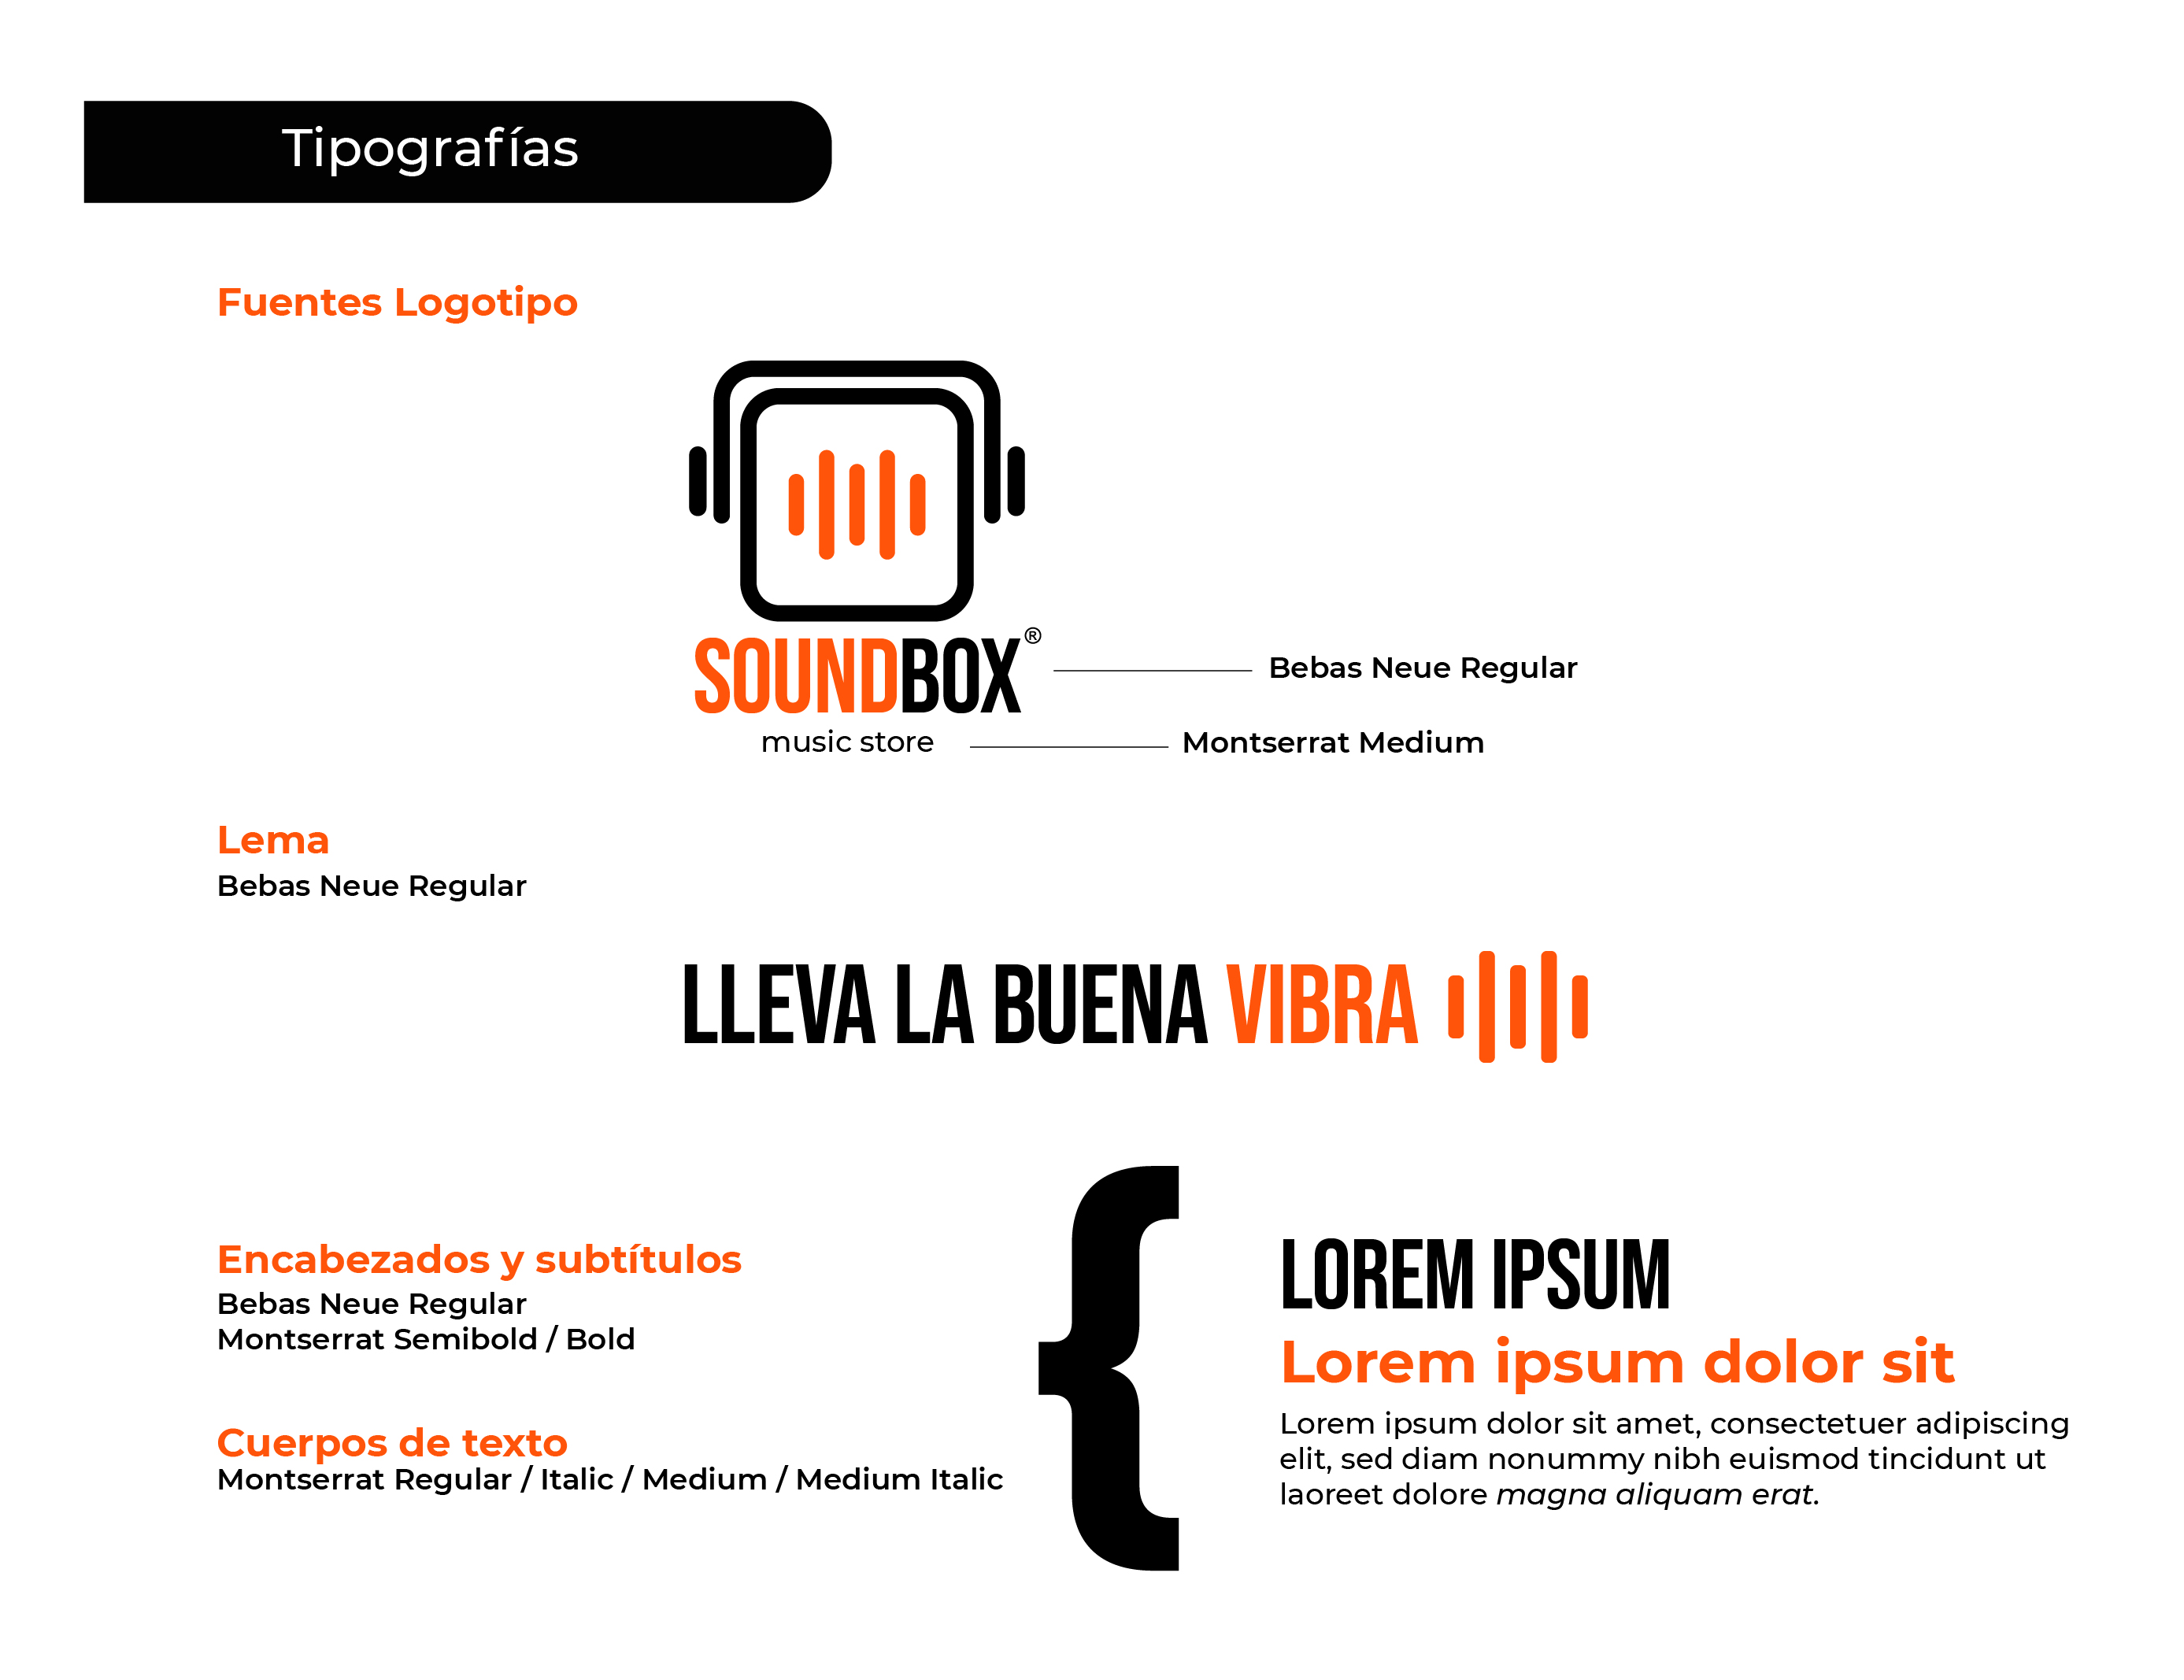 Tipografías
Fuentes Logotipo
SOUNDBOX®
Bebas Neue Regular
music store
Montserrat Medium
Lema
Bebas Neue Regular
LLEVA LA BUENA VIBRA
Encabezados y subtítulos
Bebas Neue Regular
Montserrat Semibold / Bold
Cuerpos de texto
Montserrat Regular / Italic / Medium / Medium Italic
LOREM IPSUM
Lorem ipsum dolor sit
Lorem ipsum dolor sit amet, consectetuer adipiscing
elit, sed diam nonummy nibh euismod tincidunt ut
laoreet dolore magna aliquam erat.